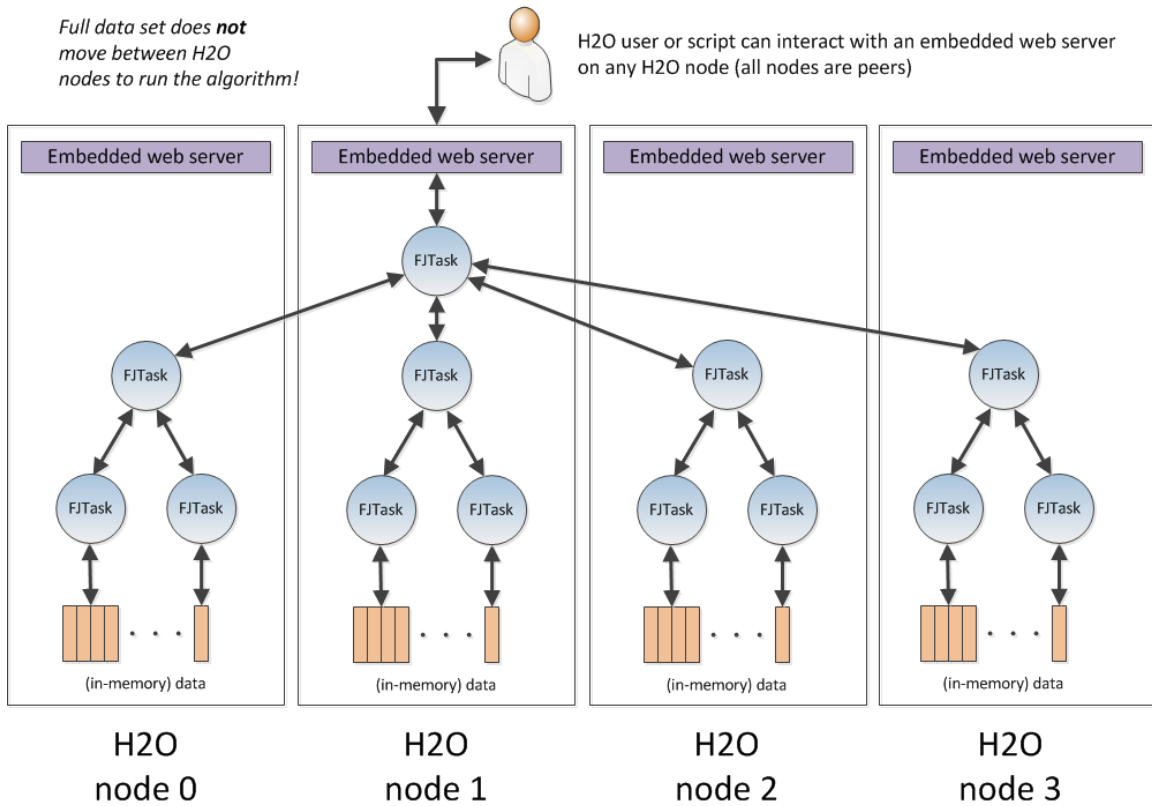 Full data set does not
move between H2O
nodes to run the algorithm!
H2O user or script can interact with an embedded web server
on any H2O node (all nodes are peers)
Embedded web server
Embedded web server
Embedded web server
Embedded web server
FJTask
FJTask
FJTask
FJTask
FJTask
FJTask
FJTask
FJTask
FJTask
FJTask
FJTask
FJTask
FJTask
. . .
. . .
. . .
. . .
(in-memory) data
(in-memory) data
(in-memory) data
(in-memory) data
H2O
node 0
H2O
node 1
H2O
node 2
H2O
node 3